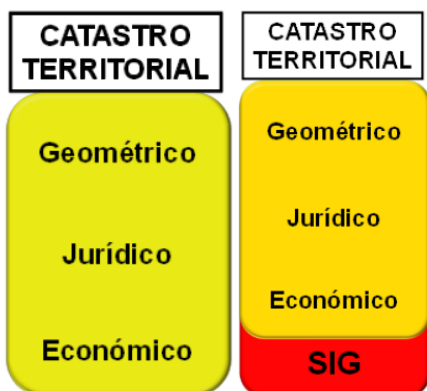 CATASTRO
TERRITORIAL
Geométrico
Jurídico
Económico
CATASTRO
TERRITORIAL
Geométrico
Jurídico
Económico
SIG